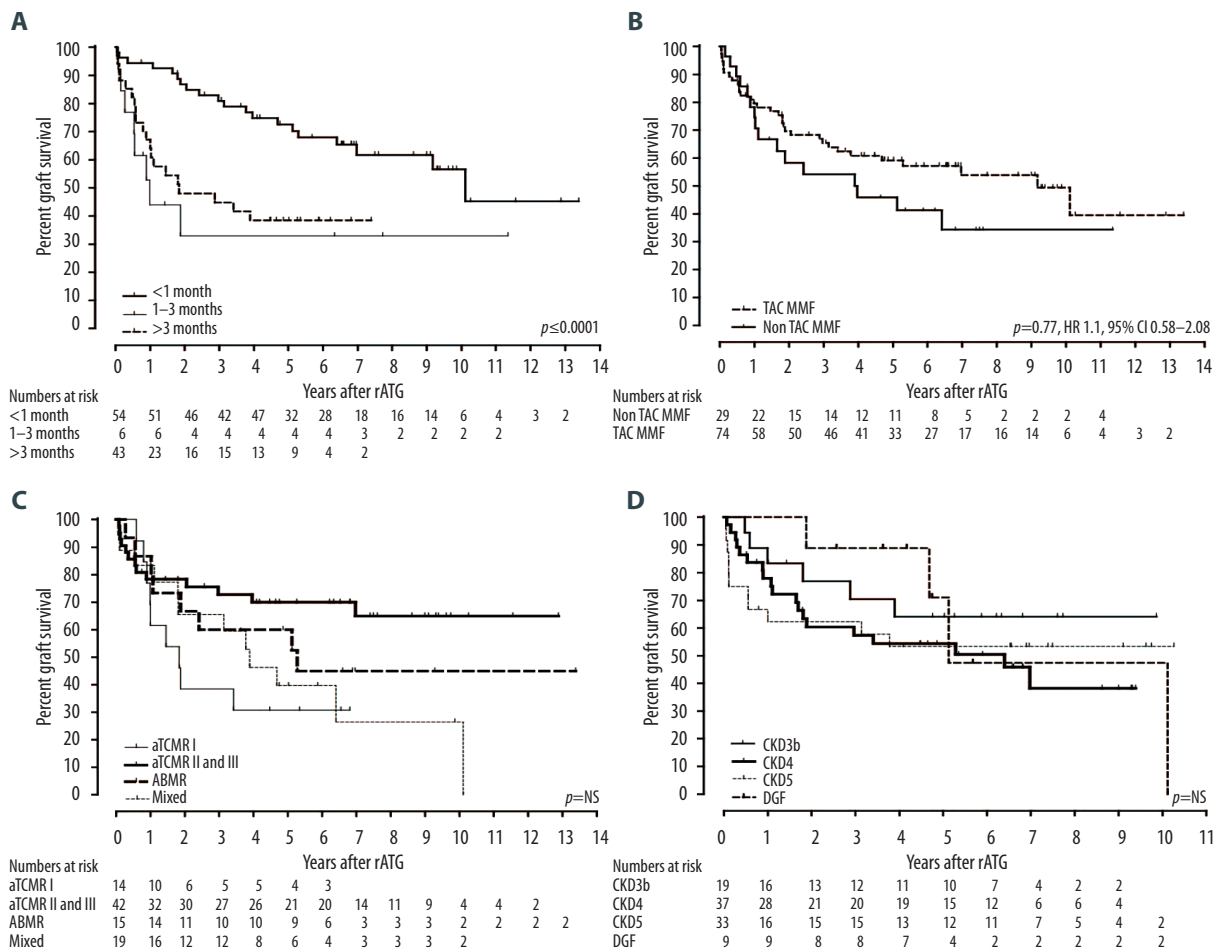 A
100
90
80
70
60
50
40
30
20
10
0
Percent graft survival
<1 month
1–3 months
>3 months
p≤0.0001
0 1 2 3 4 5 6 7 8 9 10 11 12 13 14
Years after rATG
Numbers at risk
<1 month 54 51 46 42 47 32 28 18 16 14 6 4 3 2
1–3 months 6 6 4 4 4 4 4 3 2 2 2 2
>3 months 43 23 16 15 13 9 4 2
B
100
90
80
70
60
50
40
30
20
10
0
Percent graft survival
TAC MMF
Non TAC MMF
p=0.77, HR 1.1, 95% CI 0.58–2.08
0 1 2 3 4 5 6 7 8 9 10 11 12 13 14
Years after rATG
Numbers at risk
Non TAC MMF 29 22 15 14 12 11 8 5 2 2 2 4
TAC MMF 74 58 50 46 41 33 27 17 16 14 6 4 3 2
C
100
90
80
70
60
50
40
30
20
10
0
Percent graft survival
aTCMR I
aTCMR II and III
ABMR
Mixed
p=NS
0 1 2 3 4 5 6 7 8 9 10 11 12 13 14
Years after rATG
Numbers at risk
aTCMR I 14 10 6 5 5 4 3
aTCMR II and III 42 32 30 27 26 21 20 14 11 9 4 4 2
ABMR 15 14 11 10 10 9 6 3 3 3 2 2 2 2
Mixed 19 16 12 12 8 6 4 3 3 3 2
D
100
90
80
70
60
50
40
30
20
10
0
Percent graft survival
CKD3b
CKD4
CKD5
DGF
p=NS
0 1 2 3 4 5 6 7 8 9 10 11
Years after rATG
Numbers at risk
CKD3b 19 16 13 12 11 10 7 4 2 2
CKD4 37 28 21 20 19 15 12 6 6 4
CKD5 33 16 15 15 13 12 11 7 5 4 2
DGF 9 9 8 8 7 4 2 2 2 2 2